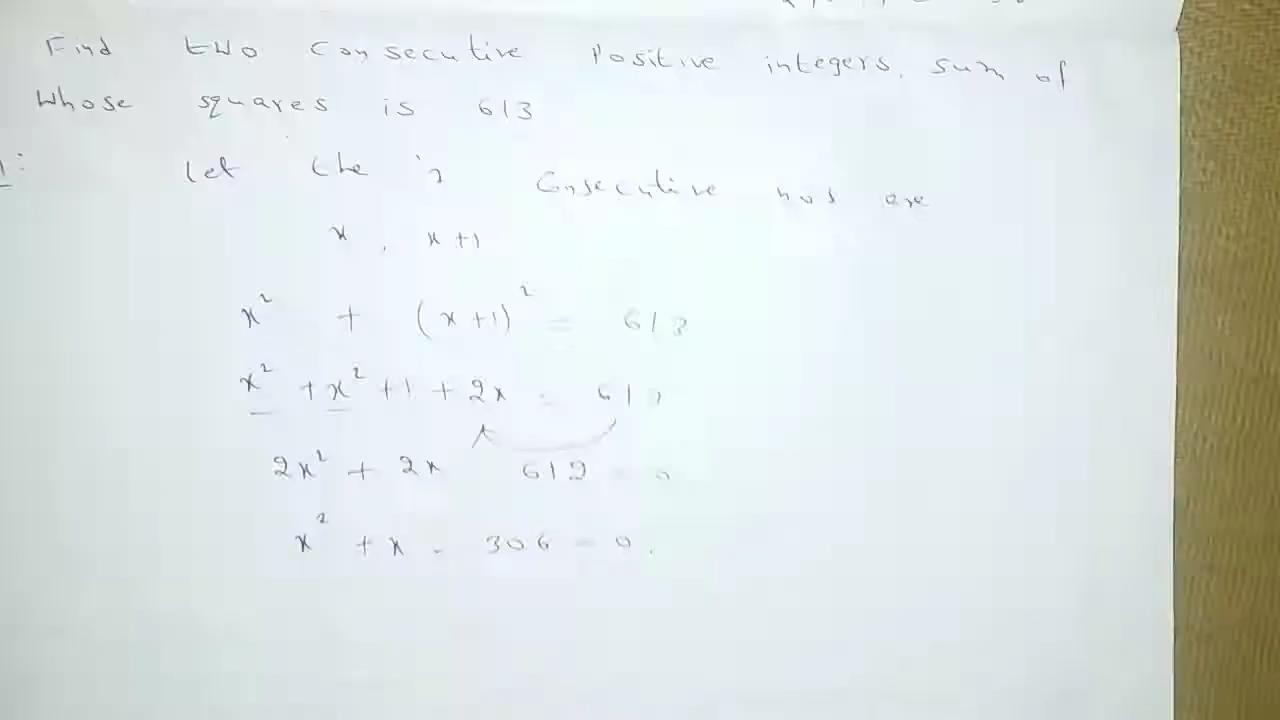 Find two consecutive positive integers, sum of
whose squares is 613
Let the 2 consecutive nos are
x, x+1
x² + (x+1)² = 613
x² + x² + 1 + 2x = 613
2x² + 2x 612 = 0
x² + x - 306 = 0.